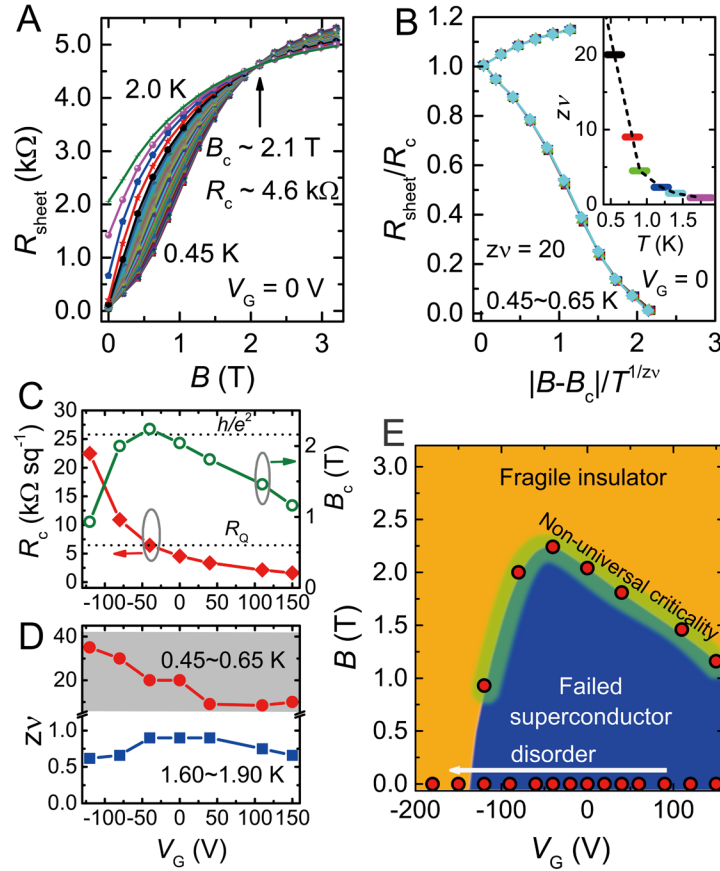 A
5.0
4.0
3.0
2.0
1.0
0.0
R_sheet (kΩ)
2.0 K
B_c ~ 2.1 T
R_c ~ 4.6 kΩ
0.45 K
V_G = 0 V
0 1 2 3
B (T)
B
1.2
1.0
0.8
0.6
0.4
0.2
0.0
R_sheet/R_c
zν = 20
0.45~0.65 K
V_G = 0
0 1 2 3
|B-B_c|/T^{1/zν}
20
10
0
zν
0.5 1.0 1.5
T (K)
C
30
25
20
15
10
5
0
R_c (kΩ sq⁻¹)
h/e²
R_Q
2
1
0
B_c (T)
-100 -50 0 50 100 150
D
40
20
1.0
0.5
0.0
zν
0.45~0.65 K
1.60~1.90 K
-100 -50 0 50 100 150
V_G (V)
E
3.0
2.5
2.0
1.5
1.0
0.5
0.0
B (T)
Fragile insulator
Non-universal criticality
Failed
superconductor
disorder
-200 -100 0 100
V_G (V)